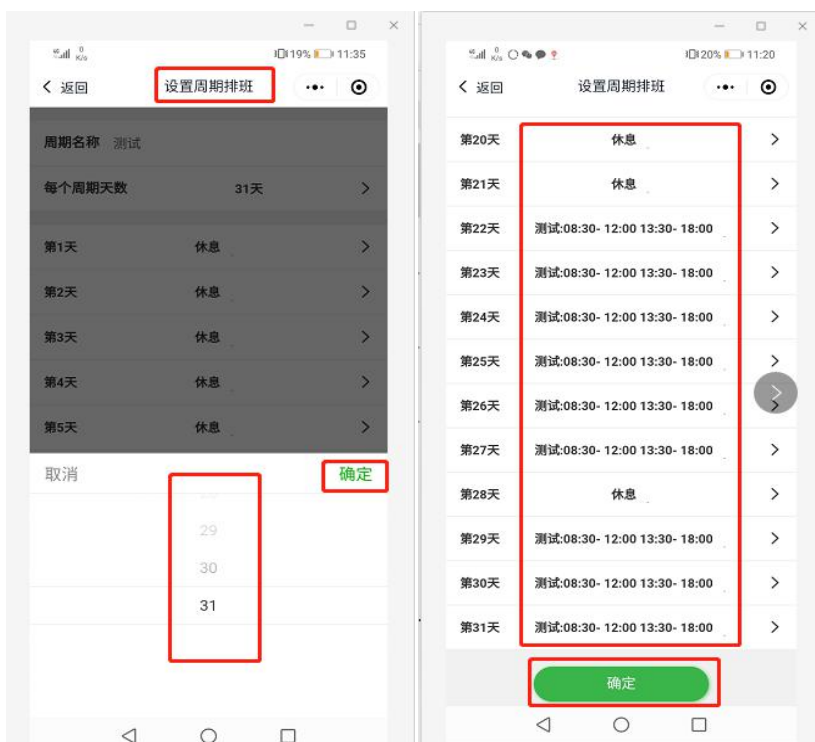 0 K/s 19% 11:35
返回 设置周期排班
周期名称 测试
每个周期天数 31天
第1天 休息
第2天 休息
第3天 休息
第4天 休息
第5天 休息
取消 确定
29
30
31
0 K/s 20% 11:20
返回 设置周期排班
第20天 休息
第21天 休息
第22天 测试:08:30- 12:00 13:30- 18:00
第23天 测试:08:30- 12:00 13:30- 18:00
第24天 测试:08:30- 12:00 13:30- 18:00
第25天 测试:08:30- 12:00 13:30- 18:00
第26天 测试:08:30- 12:00 13:30- 18:00
第27天 测试:08:30- 12:00 13:30- 18:00
第28天 休息
第29天 测试:08:30- 12:00 13:30- 18:00
第30天 测试:08:30- 12:00 13:30- 18:00
第31天 测试:08:30- 12:00 13:30- 18:00
确定